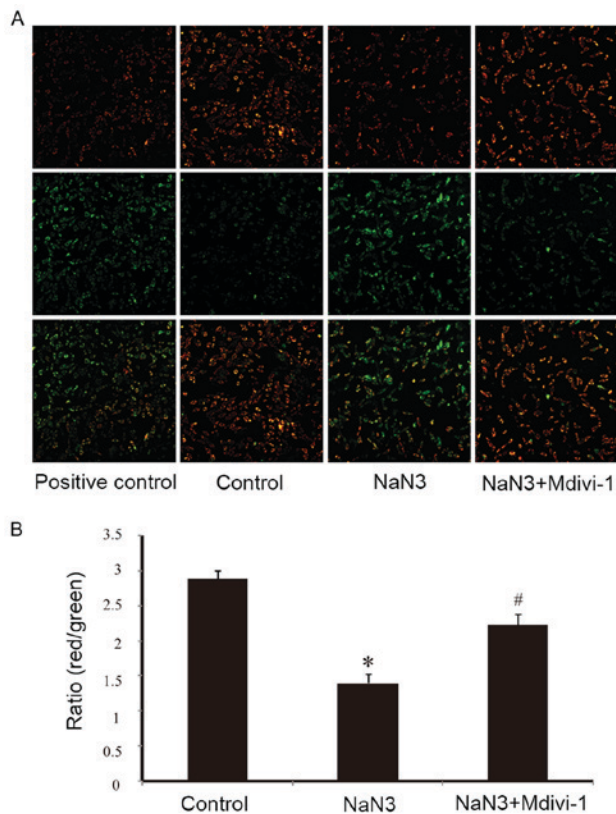 A
Positive control
Control
NaN3
NaN3+Mdivi-1
B
Ratio (red/green)
3.5
3
2.5
2
1.5
1
0.5
0
*
#
Control
NaN3
NaN3+Mdivi-1